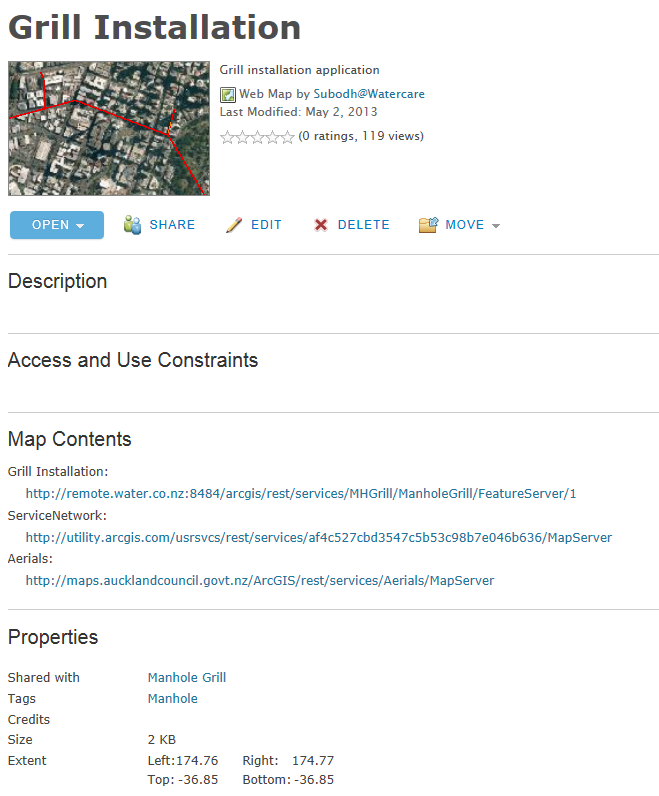 Grill Installation
Grill installation application
Web Map by Subodh@Watercare
Last Modified: May 2, 2013
(0 ratings, 119 views)
OPEN SHARE EDIT DELETE MOVE
Description
Access and Use Constraints
Map Contents
Grill Installation:
http://remote.water.co.nz:8484/arcgis/rest/services/MHGrill/ManholeGrill/FeatureServer/1
ServiceNetwork:
http://utility.arcgis.com/usrsvcs/rest/services/af4c527cbd3547c5b53c98b7e046b636/MapServer
Aerials:
http://maps.aucklandcouncil.govt.nz/ArcGIS/rest/services/Aerials/MapServer
Properties
Shared with Manhole Grill
Tags Manhole
Credits
Size 2 KB
Extent Left:174.76 Right: 174.77
Top: -36.85 Bottom: -36.85